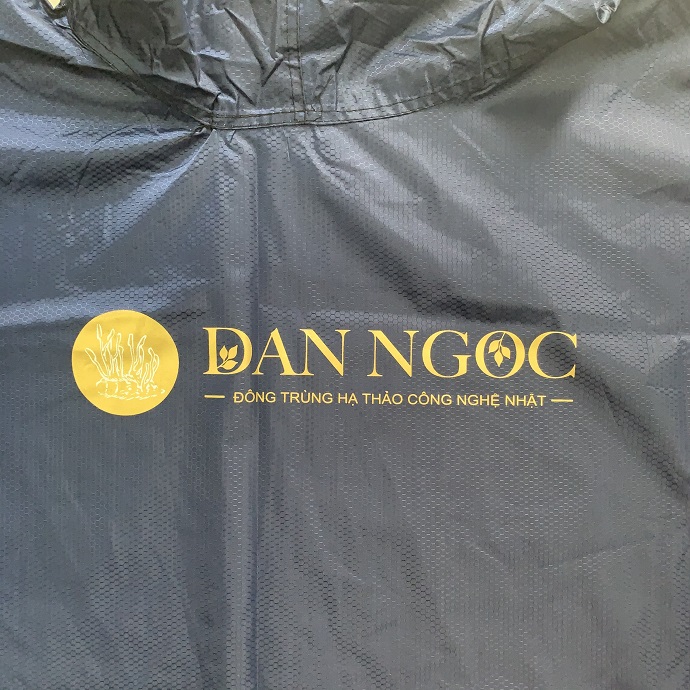 ĐAN NGỌC
ĐÔNG TRÙNG HẠ THẢO CÔNG NGHỆ NHẬT